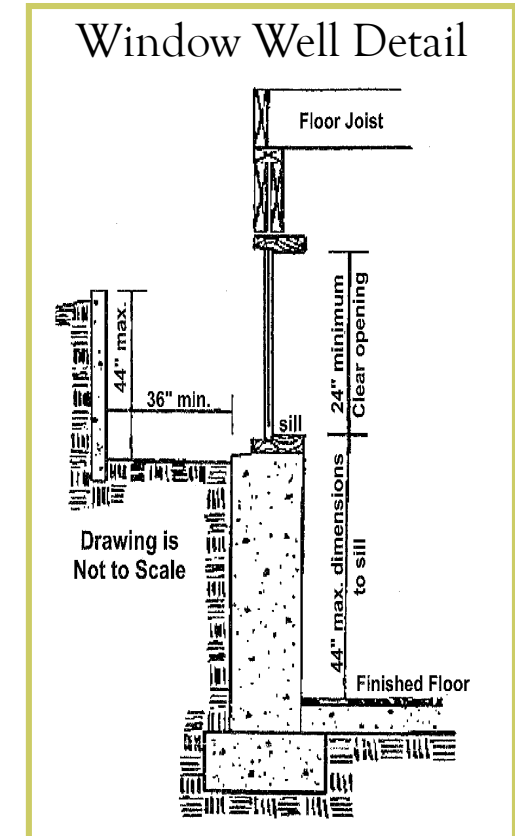 Window Well Detail
Floor Joist
44" max.
36" min.
24" minimum
Clear opening
sill
Drawing is
Not to Scale
44" max. dimensions
to sill
Finished Floor